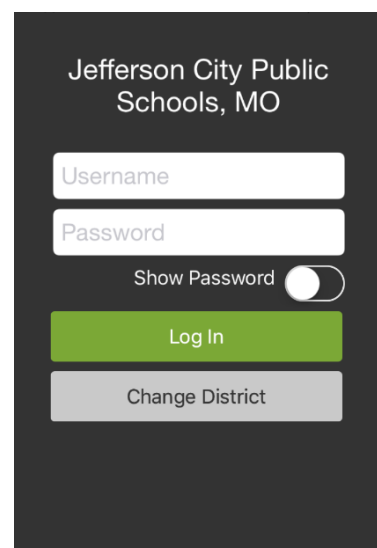 Jefferson City Public
Schools, MO
Username
Password
Show Password
Log In
Change District